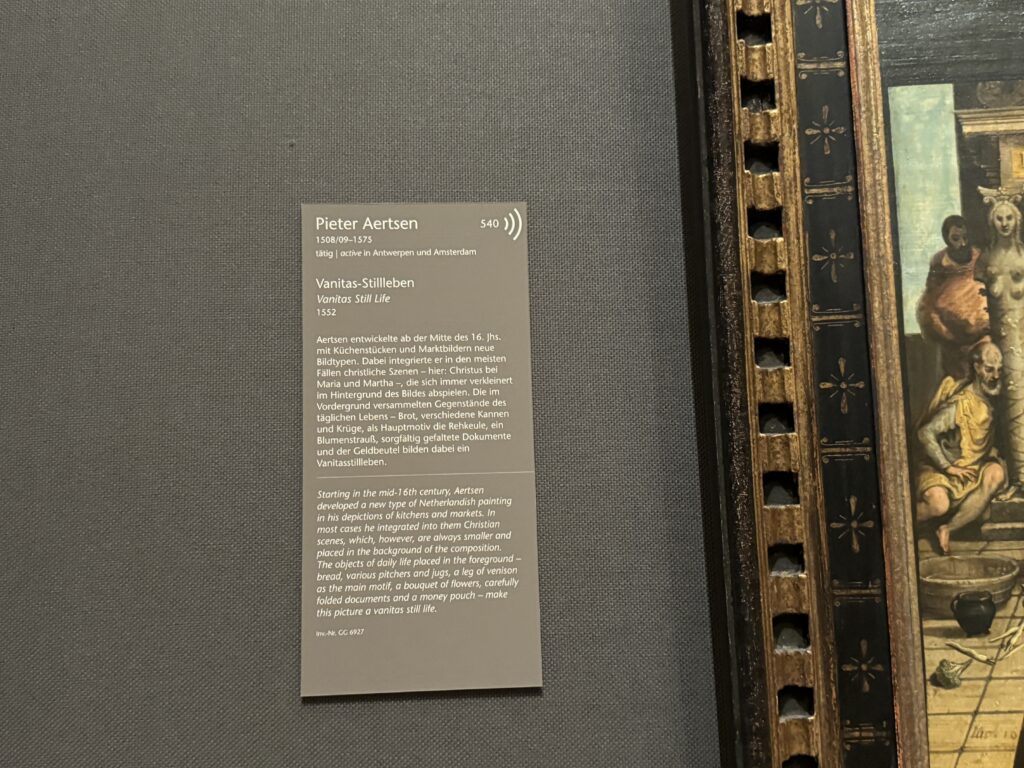 Pieter Aertsen 540
1508/09–1575
tätig | active in Antwerpen und Amsterdam
Vanitas-Stillleben
Vanitas Still Life
1552
Aertsen entwickelte ab der Mitte des 16. Jhs.
mit Küchenstücken und Marktbildern neue
Bildtypen. Dabei integrierte er in den meisten
Fällen christliche Szenen – hier: Christus bei
Maria und Martha –, die sich immer verkleinert
im Hintergrund des Bildes abspielen. Die im
Vordergrund versammelten Gegenstände des
täglichen Lebens – Brot, verschiedene Kannen
und Krüge, als Hauptmotiv die Rehkeule, ein
Blumenstrauß, sorgfältig gefaltete Dokumente
und der Geldbeutel bilden dabei ein
Vanitasstillleben.
Starting in the mid-16th century, Aertsen
developed a new type of Netherlandish painting
in his depictions of kitchens and markets. In
most cases he integrated into them Christian
scenes, which, however, are always smaller and
placed in the background of the composition.
The objects of daily life placed in the foreground –
bread, various pitchers and jugs, a leg of venison
as the main motif, a bouquet of flowers, carefully
folded documents and a money pouch – make
this picture a vanitas still life.
Inv.-Nr. GG 6927